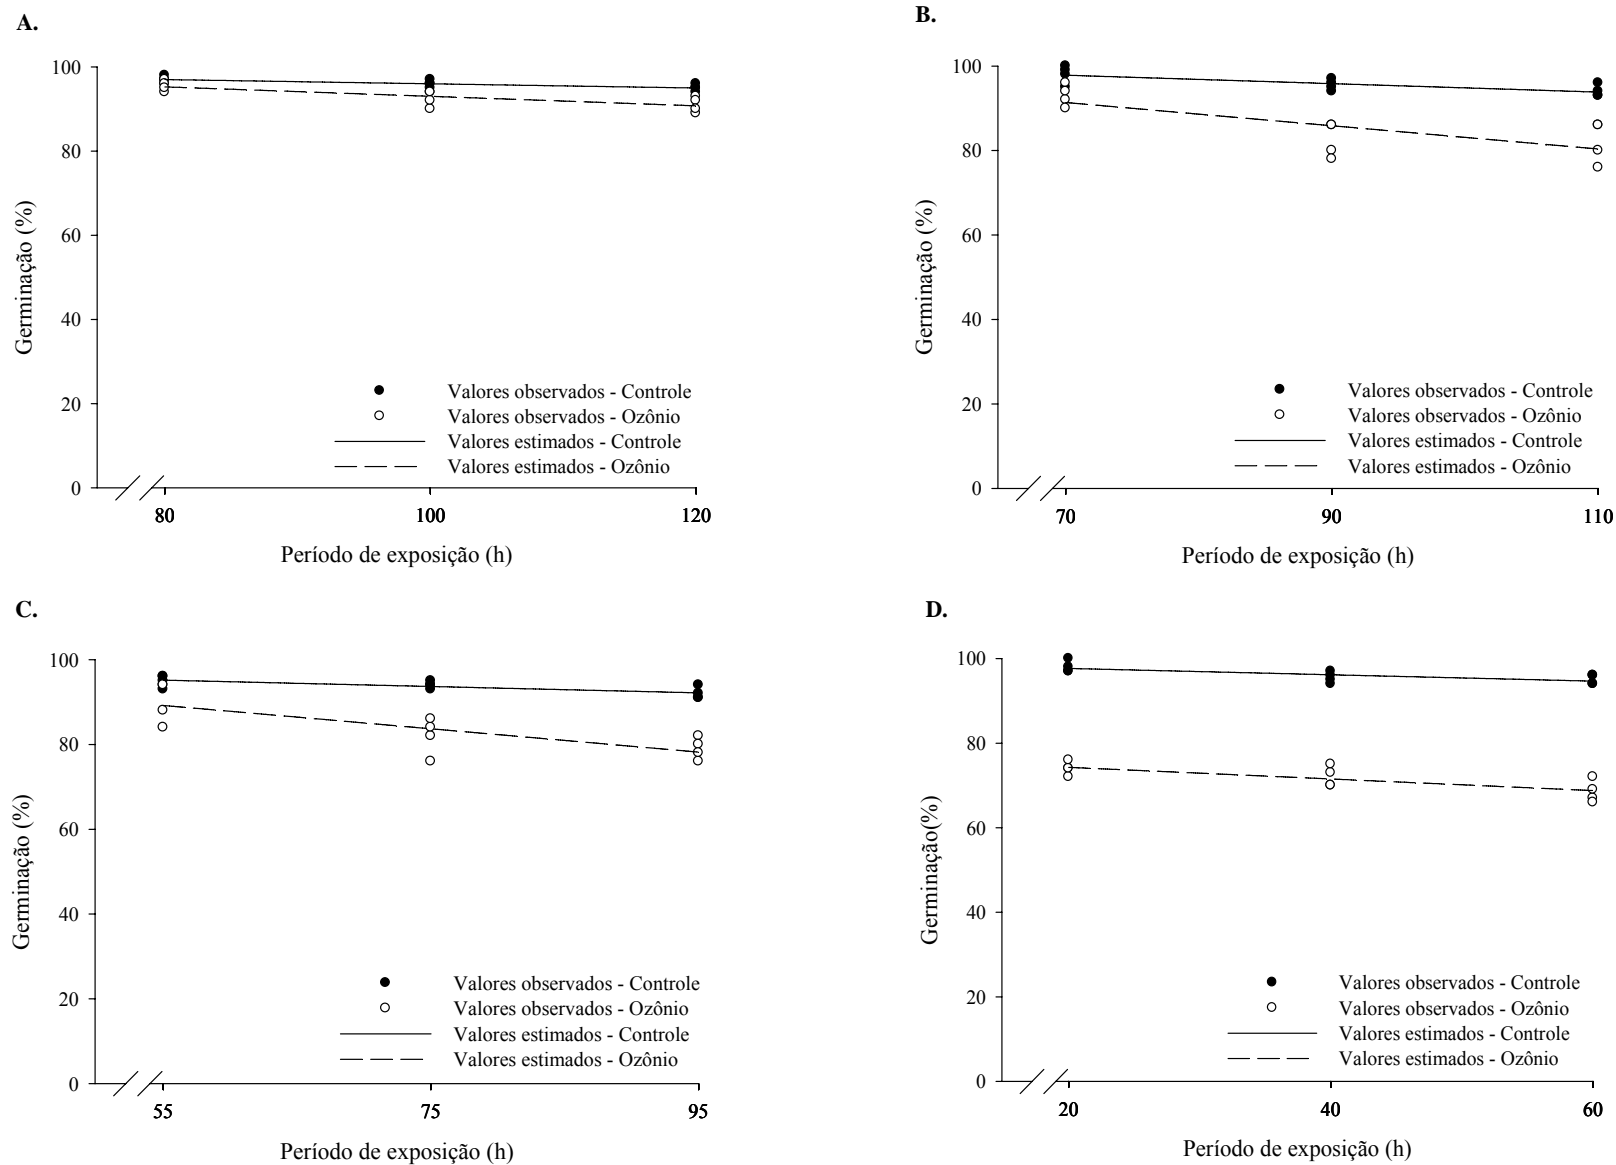 A.
100
80
60
40
20
0
Germinação (%)
Valores observados - Controle
Valores observados - Ozônio
Valores estimados - Controle
Valores estimados - Ozônio
80 100 120
Período de exposição (h)
B.
100
80
60
40
20
0
Germinação (%)
Valores observados - Controle
Valores observados - Ozônio
Valores estimados - Controle
Valores estimados - Ozônio
70 90 110
Período de exposição (h)
C.
100
80
60
40
20
0
Germinação (%)
Valores observados - Controle
Valores observados - Ozônio
Valores estimados - Controle
Valores estimados - Ozônio
55 75 95
Período de exposição (h)
D.
100
80
60
40
20
0
Germinação(%)
Valores observados - Controle
Valores observados - Ozônio
Valores estimados - Controle
Valores estimados - Ozônio
20 40 60
Período de exposição (h)